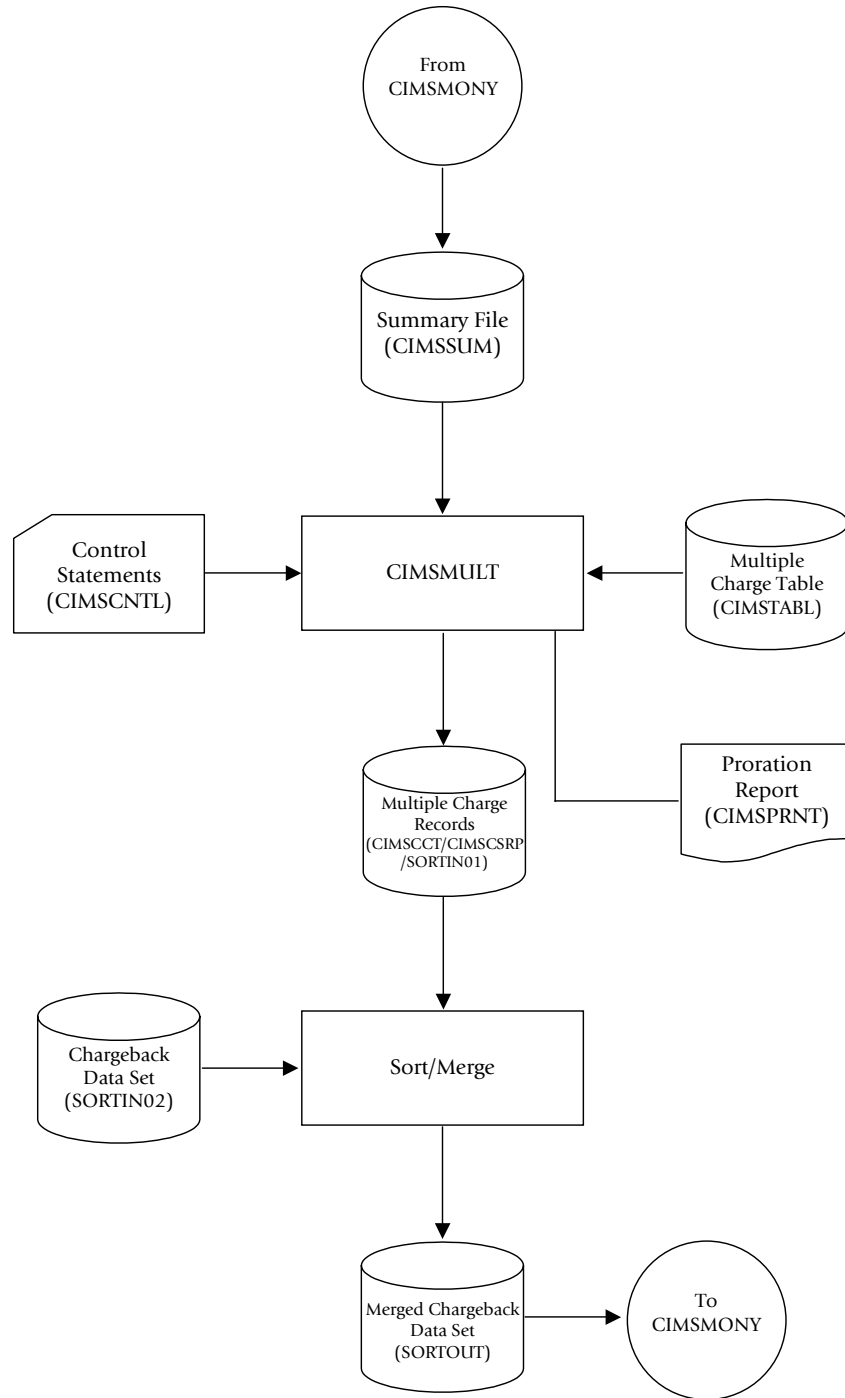 From
CIMSMONY
Summary File
(CIMSSUM)
Control
Statements
(CIMSCNTL)
CIMSMULT
Multiple
Charge Table
(CIMSTABL)
Multiple Charge
Records
(CIMSCCT/CIMSCSRP
/SORTIN01)
Proration
Report
(CIMSPRNT)
Chargeback
Data Set
(SORTIN02)
Sort/Merge
Merged Chargeback
Data Set
(SORTOUT)
To
CIMSMONY